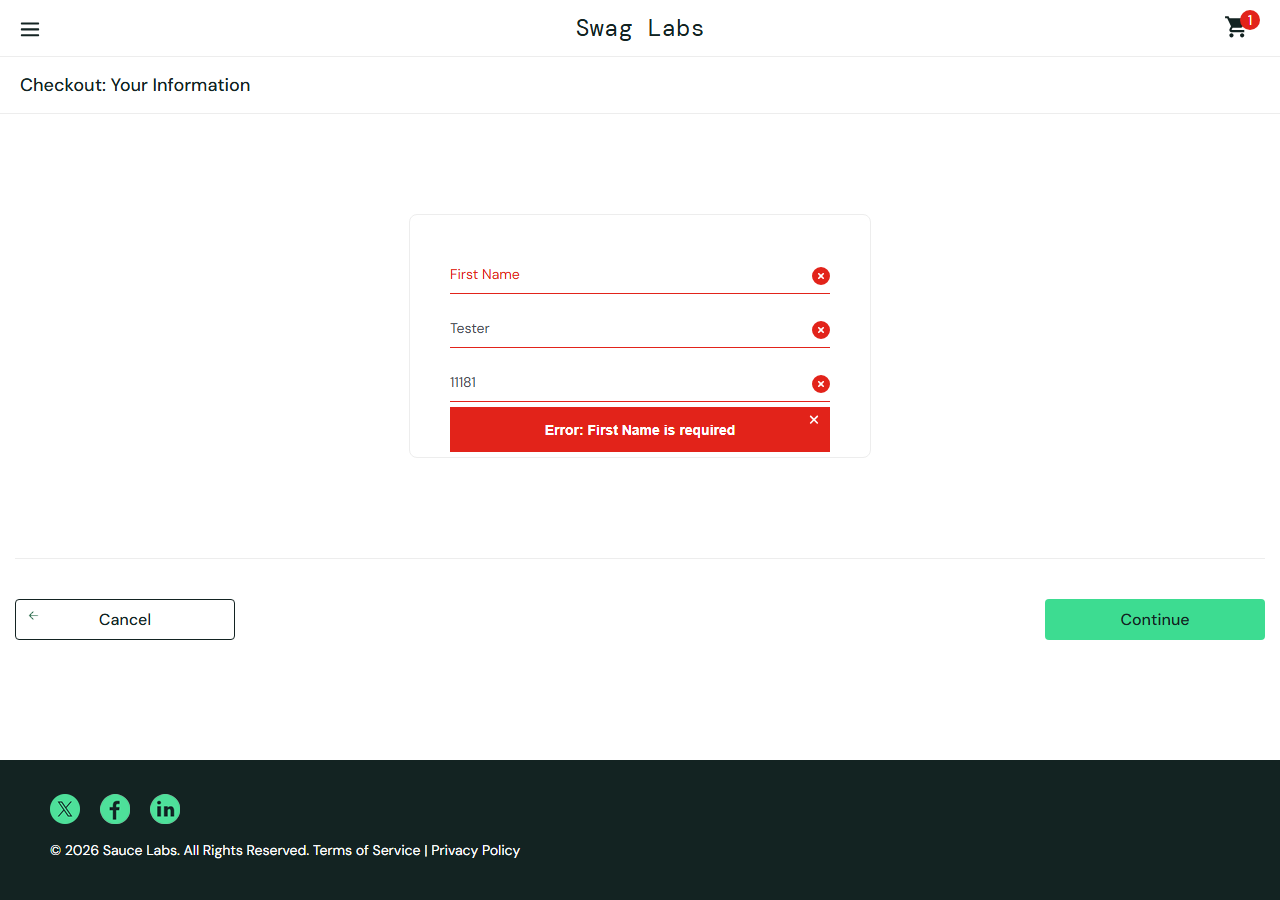 Swag Labs
1
Checkout: Your Information
First Name
Tester
11181
Error: First Name is required
Cancel
Continue
© 2026 Sauce Labs. All Rights Reserved. Terms of Service | Privacy Policy